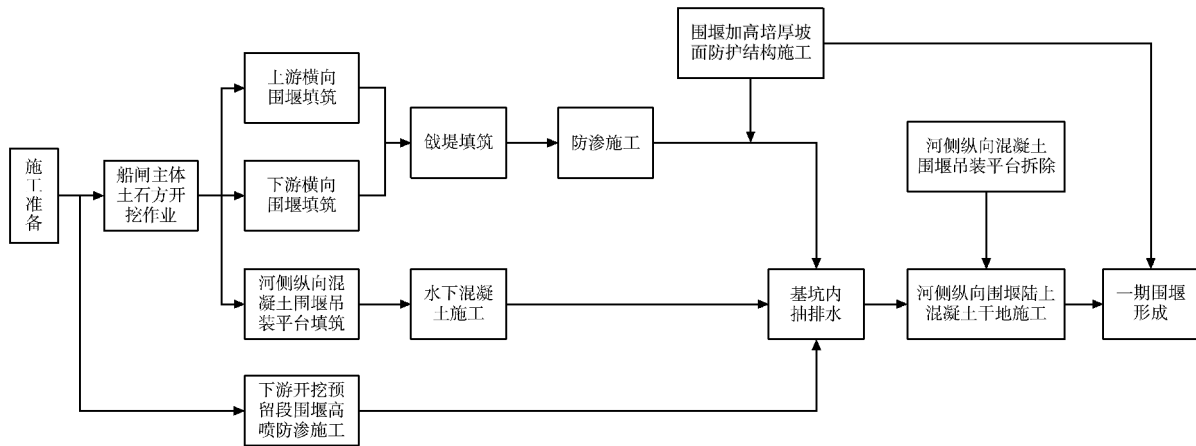 围堰加高培厚坡
面防护结构施工
上游横向
围堰填筑
戗堤填筑
防渗施工
河侧纵向混凝土
围堰吊装平台拆除
施
工
准
备
船闸主体
土石方开
挖作业
下游横向
围堰填筑
河侧纵向混
凝土围堰吊
装平台填筑
水下混凝
土施工
基坑内
抽排水
河侧纵向围堰陆上
混凝土干地施工
一期围堰
形成
下游开挖预
留段围堰高
喷防渗施工